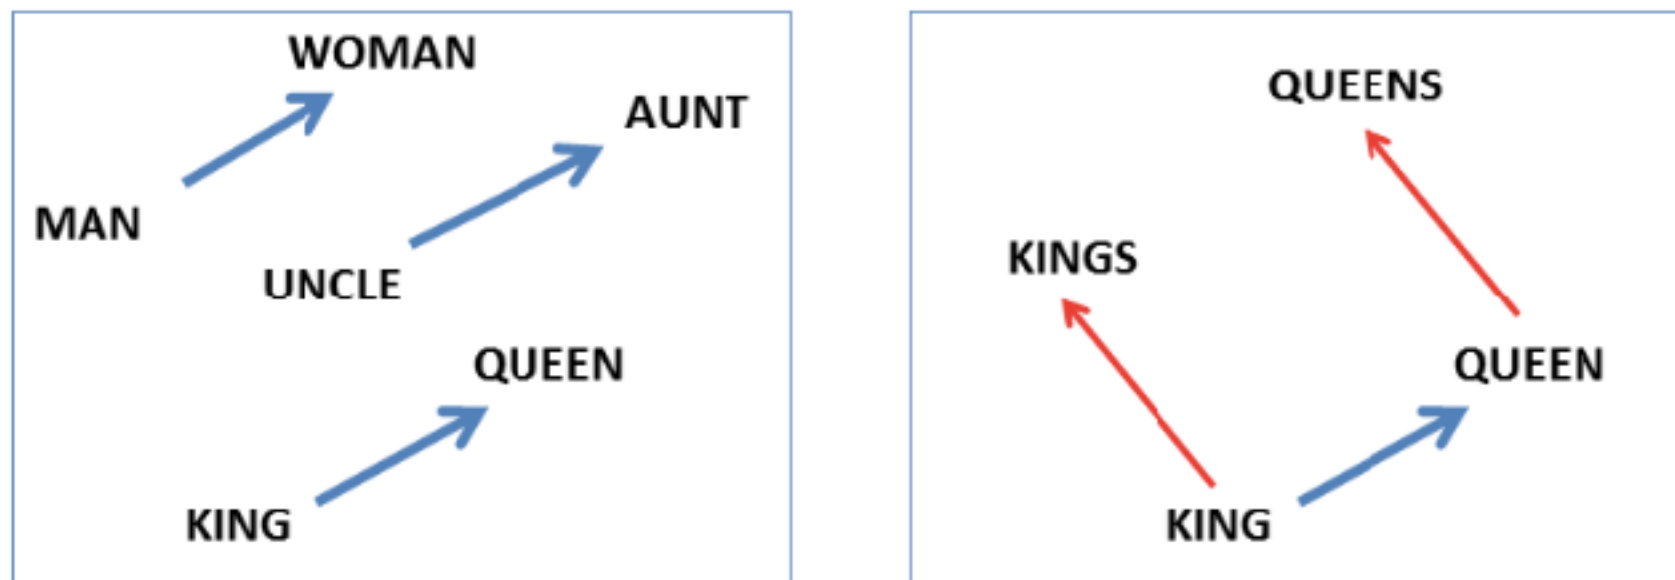 WOMAN
AUNT
MAN
UNCLE
QUEEN
KING
QUEENS
KINGS
QUEEN
KING